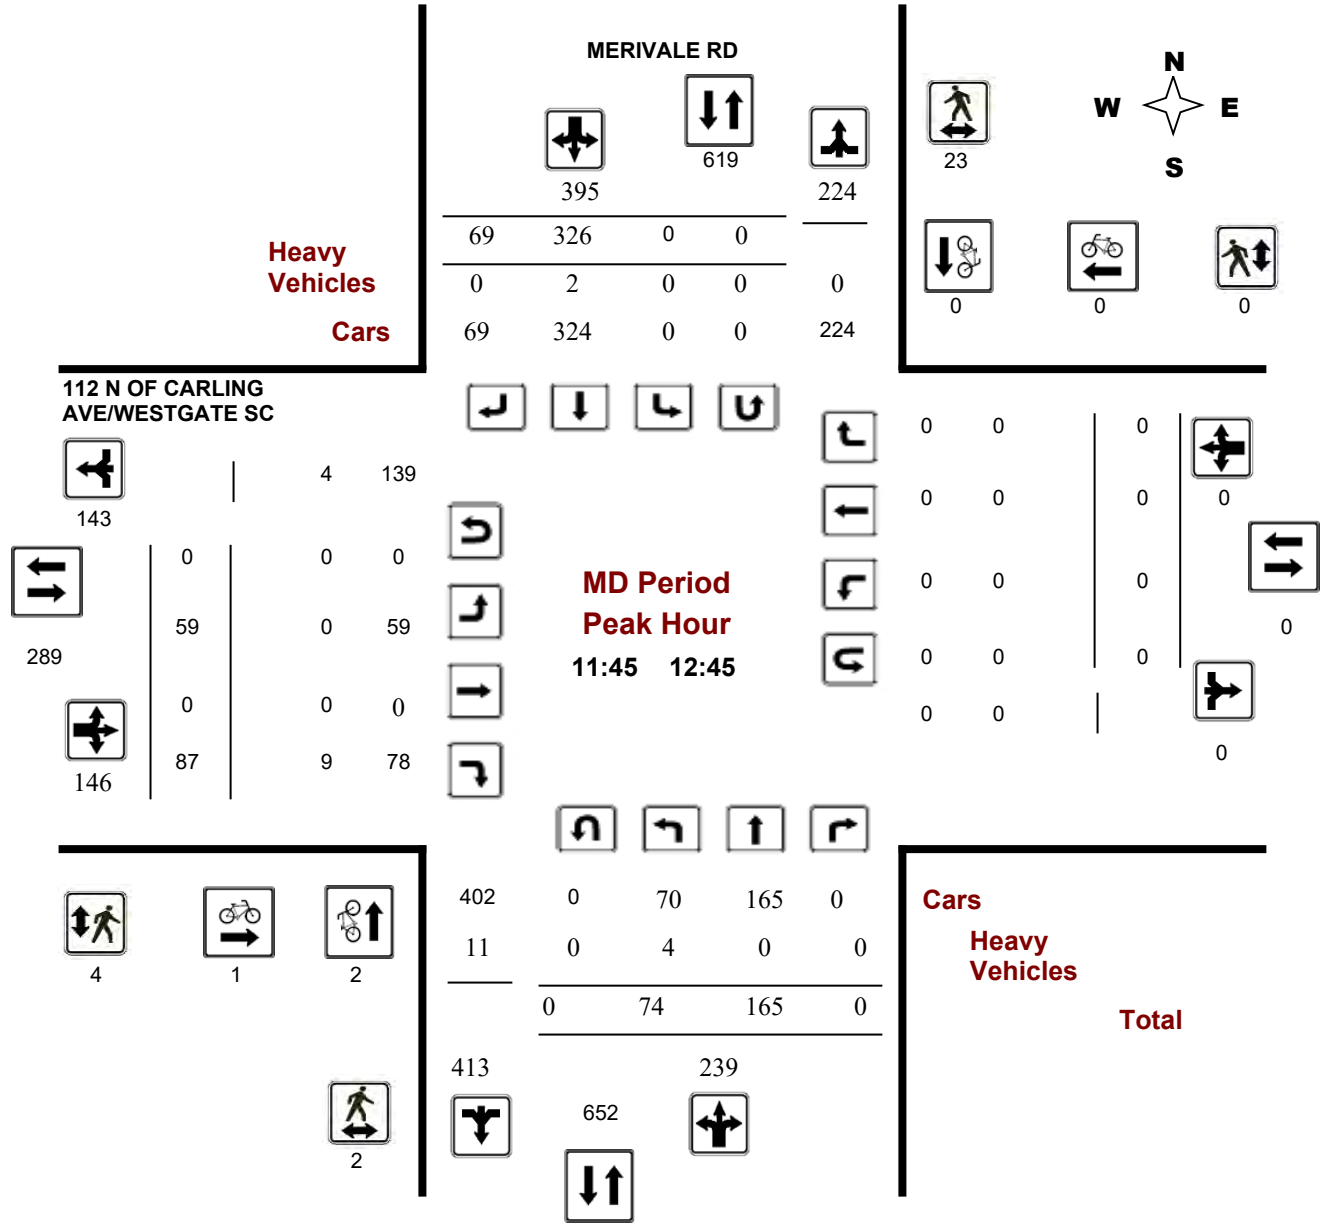 MERIVALE RD
N
W E
S
619
23
395 224
69 326 0 0
Heavy
Vehicles 0 2 0 0 0
Cars 69 324 0 0 224
0 0 0
112 N OF CARLING
AVE/WESTGATE SC
0 0 0
4 139
0 0 0 0
143
0 0 0
MD Period
0 0 0
59 0 59
Peak Hour
0
289
11:45 12:45
0 0 0
0 0 0
0 0
0
87 9 78
146
402 0 70 165 0
Cars
11 0 4 0 0
Heavy
Vehicles
4 1 2
0 74 165 0
Total
413 239
652
2